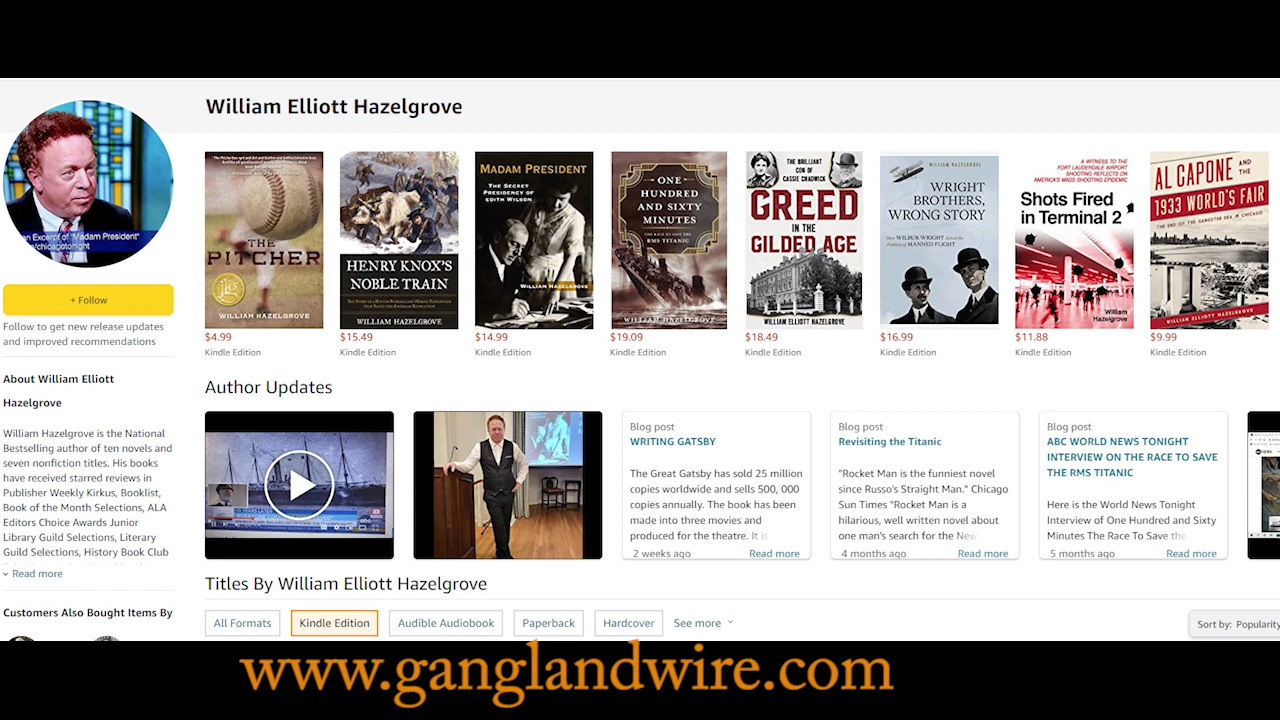 William Elliott Hazelgrove
an Excerpt of "Madam President"
/chicagotonight
+ Follow
Follow to get new release updates
and improved recommendations
About William Elliott
Hazelgrove
William Hazelgrove is the National
Bestselling author of ten novels and
seven nonfiction titles. His books
have received starred reviews in
Publisher Weekly Kirkus, Booklist,
Book of the Month Selections, ALA
Editors Choice Awards Junior
Library Guild Selections, Literary
Guild Selections, History Book Club
Read more
Customers Also Bought Items By
THE
PITCHER
WILLIAM HAZELGROVE
$4.99
Kindle Edition
HENRY KNOX'S
NOBLE TRAIN
WILLIAM HAZELGROVE
$15.49
Kindle Edition
MADAM PRESIDENT
THE SECRET
PRESIDENCY OF
EDITH WILSON
WILLIAM HAZELGROVE
$14.99
Kindle Edition
ONE
HUNDRED
AND SIXTY
MINUTES
THE RACE TO SAVE THE
RMS TITANIC
WILLIAM HAZELGROVE
$19.09
Kindle Edition
THE BRILLIANT
CON OF
CASSIE CHADWICK
GREED
IN THE
GILDED AGE
WILLIAM ELLIOTT HAZELGROVE
$18.49
Kindle Edition
WILLIAM HAZELGROVE
WRIGHT
BROTHERS,
WRONG STORY
How WILBUR WRIGHT Solved the
Problem of MANNED FLIGHT
$16.99
Kindle Edition
A WITNESS TO THE
FORT LAUDERDALE AIRPORT
SHOOTING REFLECTS ON
AMERICA'S MASS SHOOTING EPIDEMIC
Shots Fired
in Terminal 2
William
Hazelgrove
$11.88
Kindle Edition
AL CAPONE AND THE
1933 WORLD'S FAIR
THE END OF THE GANGSTER ERA IN CHICAGO
WILLIAM ELLIOTT HAZELGROVE
$9.99
Kindle Edition
Author Updates
Blog post
WRITING GATSBY
The Great Gatsby has sold 25 million
copies worldwide and sells 500, 000
copies annually. The book has been
made into three movies and
produced for the theatre. It is
2 weeks ago Read more
Blog post
Revisiting the Titanic
"Rocket Man is the funniest novel
since Russo's Straight Man." Chicago
Sun Times "Rocket Man is a
hilarious, well written novel about
one man's search for the New
4 months ago Read more
Blog post
ABC WORLD NEWS TONIGHT
INTERVIEW ON THE RACE TO SAVE
THE RMS TITANIC
Here is the World News Tonight
Interview of One Hundred and Sixty
Minutes The Race To Save the
5 months ago Read more
Titles By William Elliott Hazelgrove
All Formats Kindle Edition Audible Audiobook Paperback Hardcover See more
Sort by: Popularity
www.ganglandwire.com